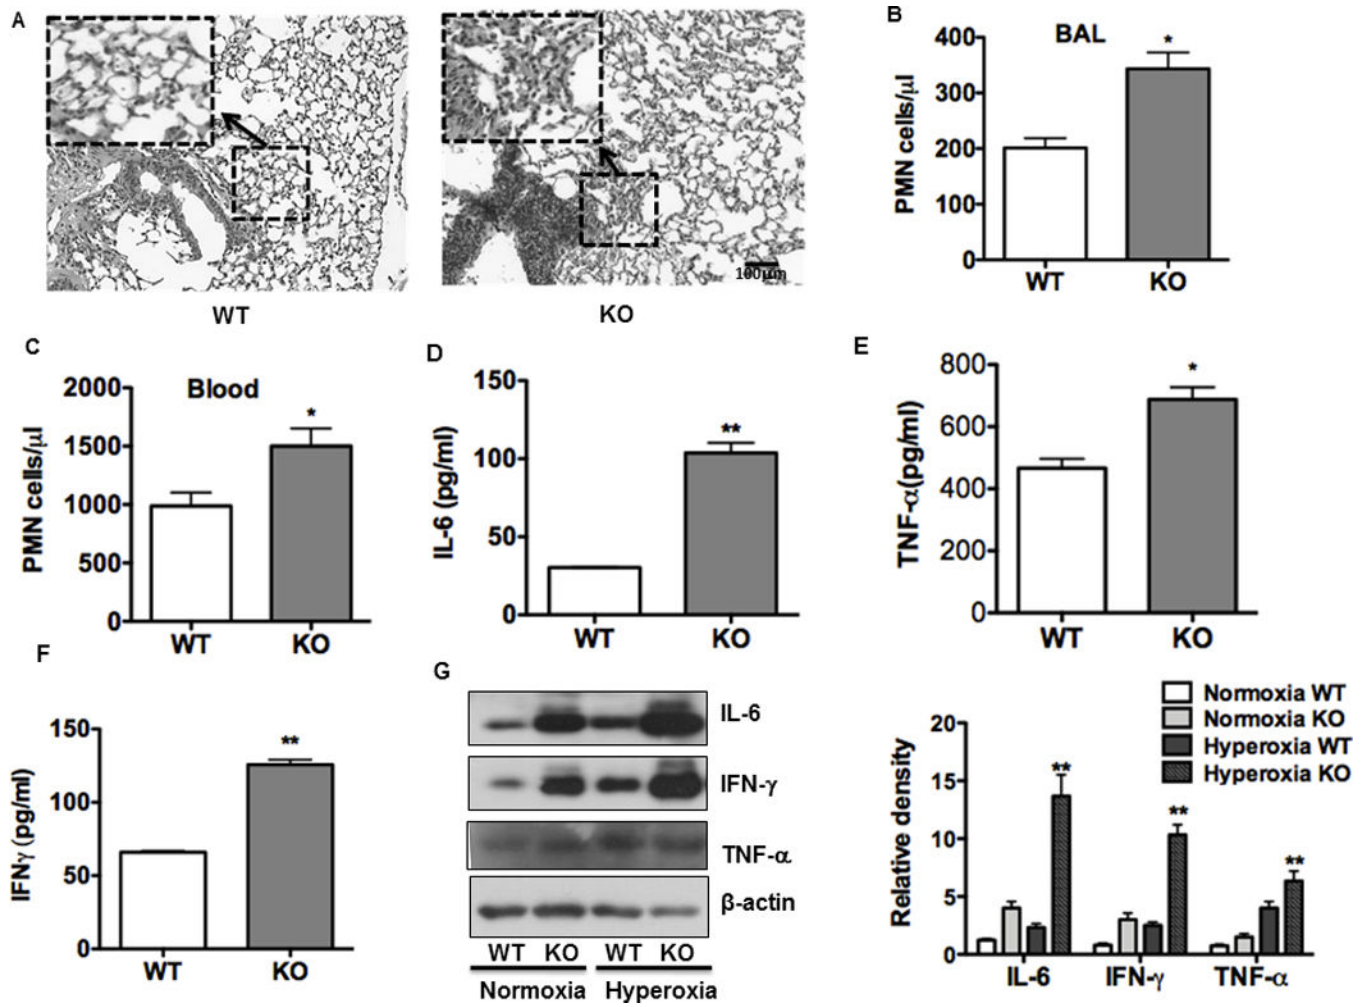 A
WT
KO
100μm
B
BAL
PMN cells/μl
400
300
200
100
0
*
WT KO
C
Blood
PMN cells/μl
2000
1500
1000
500
0
*
WT KO
D
IL-6 (pg/ml)
150
100
50
0
**
WT KO
E
TNF-α(pg/ml)
800
600
400
200
0
*
WT KO
F
IFNγ (pg/ml)
150
100
50
0
**
WT KO
G
IL-6
IFN-γ
TNF-α
β-actin
WT KO WT KO
Normoxia Hyperoxia
Normoxia WT
Normoxia KO
Hyperoxia WT
Hyperoxia KO
Relative density
20
15
10
5
0
**
**
**
IL-6 IFN-γ TNF-α